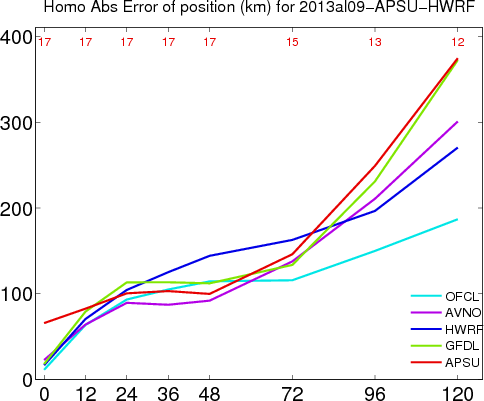 Homo Abs Error of position (km) for 2013al09−APSU−HWRF
400
17 17 17 17 17 15 13 12
300
200
100
0
OFCL
AVNO
HWRF
GFDL
APSU
0 12 24 36 48 72 96 120